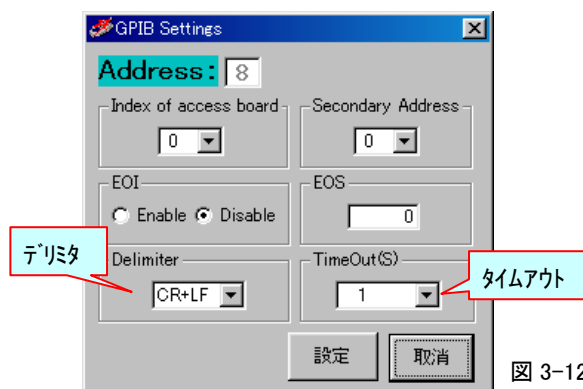 GPIB Settings
Address: 8
Index of access board
0
Secondary Address
0
EOI
Enable Disable
EOS
0
ﾃﾞﾘﾐﾀ
Delimiter
CR+LF
TimeOut(S)
1
ﾀｲﾑｱｳﾄ
設定
取消
図 3-12